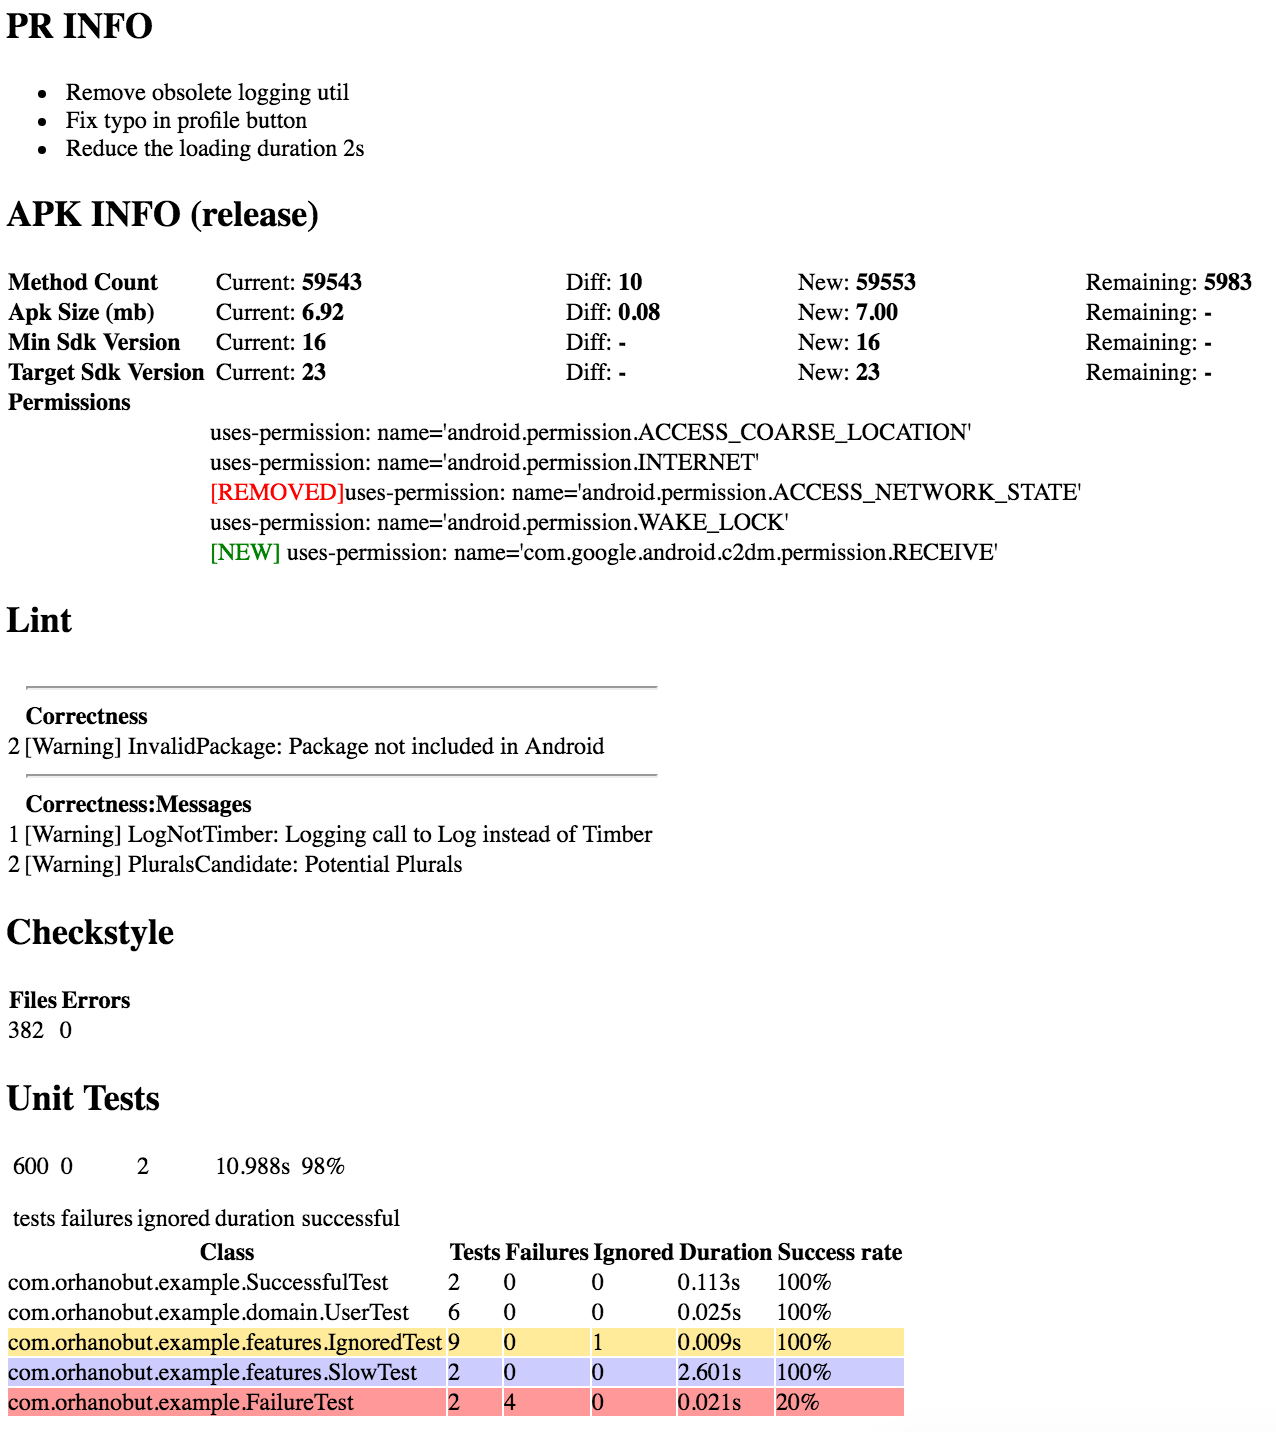 PR INFO
• Remove obsolete logging util
• Fix typo in profile button
• Reduce the loading duration 2s
APK INFO (release)
Method Count Current: 59543 Diff: 10 New: 59553 Remaining: 5983
Apk Size (mb) Current: 6.92 Diff: 0.08 New: 7.00 Remaining: -
Min Sdk Version Current: 16 Diff: - New: 16 Remaining: -
Target Sdk Version Current: 23 Diff: - New: 23 Remaining: -
Permissions
uses-permission: name='android.permission.ACCESS_COARSE_LOCATION'
uses-permission: name='android.permission.INTERNET'
[REMOVED]uses-permission: name='android.permission.ACCESS_NETWORK_STATE'
uses-permission: name='android.permission.WAKE_LOCK'
[NEW] uses-permission: name='com.google.android.c2dm.permission.RECEIVE'
Lint
Correctness
2 [Warning] InvalidPackage: Package not included in Android
Correctness:Messages
1 [Warning] LogNotTimber: Logging call to Log instead of Timber
2 [Warning] PluralsCandidate: Potential Plurals
Checkstyle
Files Errors
382 0
Unit Tests
600 0 2 10.988s 98%
tests failures ignored duration successful
Class Tests Failures Ignored Duration Success rate
com.orhanobut.example.SuccessfulTest 2 0 0 0.113s 100%
com.orhanobut.example.domain.UserTest 6 0 0 0.025s 100%
com.orhanobut.example.features.IgnoredTest 9 0 1 0.009s 100%
com.orhanobut.example.features.SlowTest 2 0 0 2.601s 100%
com.orhanobut.example.FailureTest 2 4 0 0.021s 20%